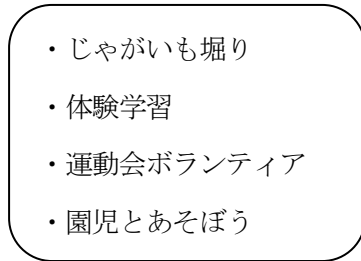 ・じゃがいも堀り
・体験学習
・運動会ボランティア
・園児とあそぼう